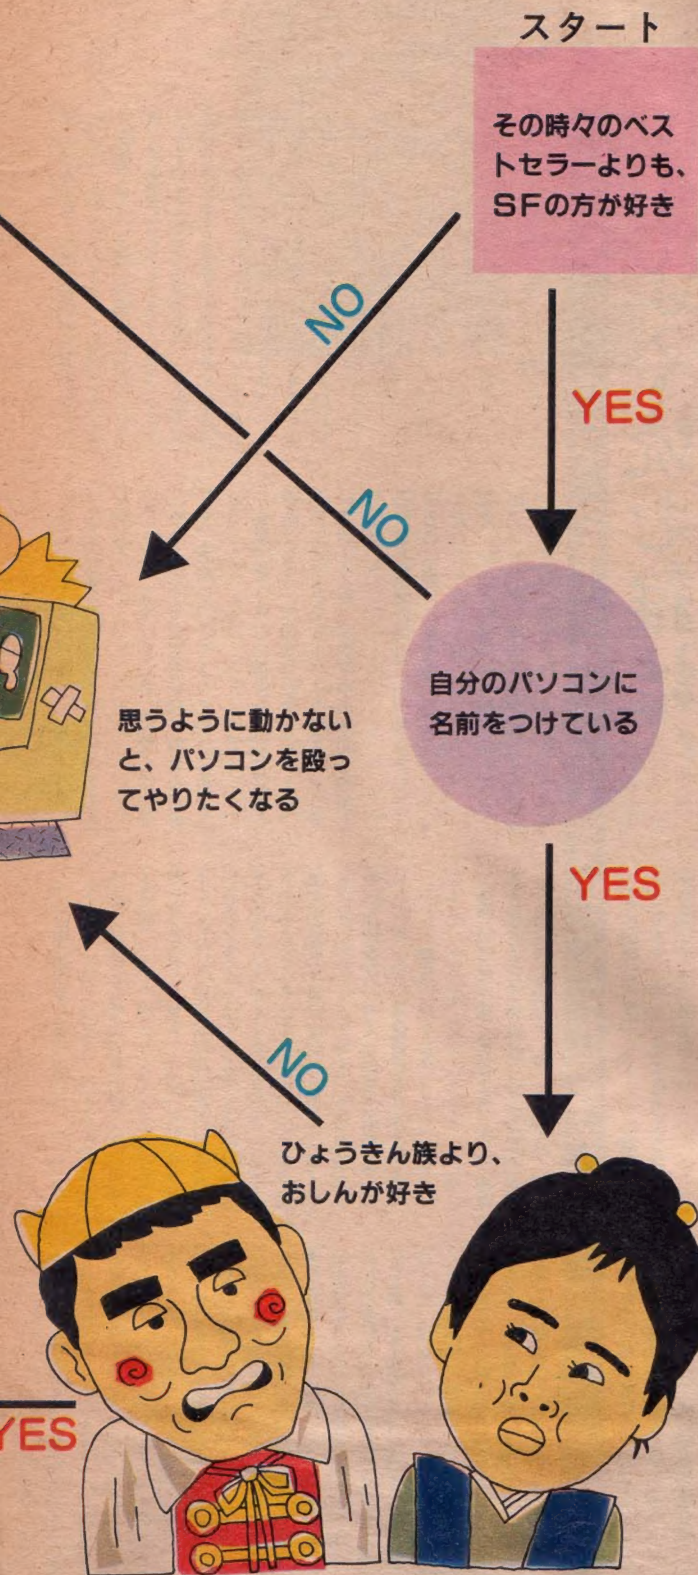 スタート
その時々のベス
トセラーよりも、
SFの方が好き
NO
YES
NO
自分のパソコンに
名前をつけている
思うように動かない
と、パソコンを殴っ
てやりたくなる
YES
NO
ひょうきん族より、
おしんが好き
YES